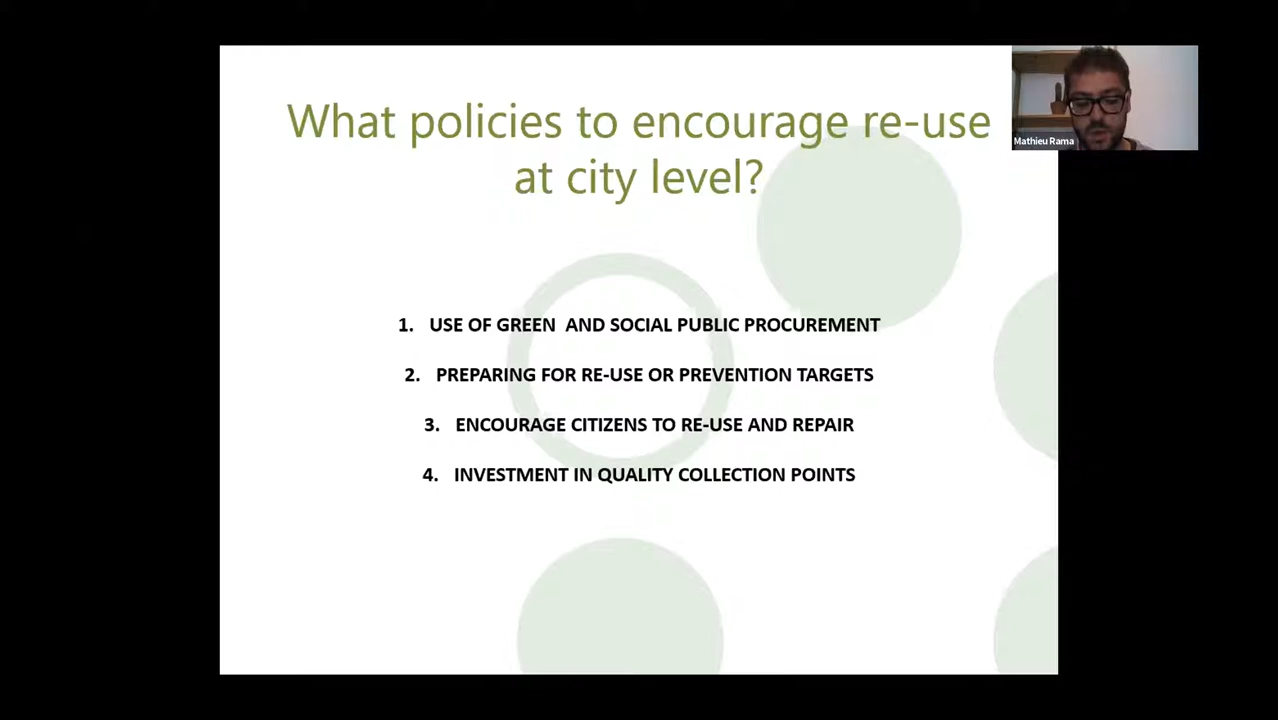 What policies to encourage re-use
at city level?
Mathieu Rama
1. USE OF GREEN AND SOCIAL PUBLIC PROCUREMENT
2. PREPARING FOR RE-USE OR PREVENTION TARGETS
3. ENCOURAGE CITIZENS TO RE-USE AND REPAIR
4. INVESTMENT IN QUALITY COLLECTION POINTS